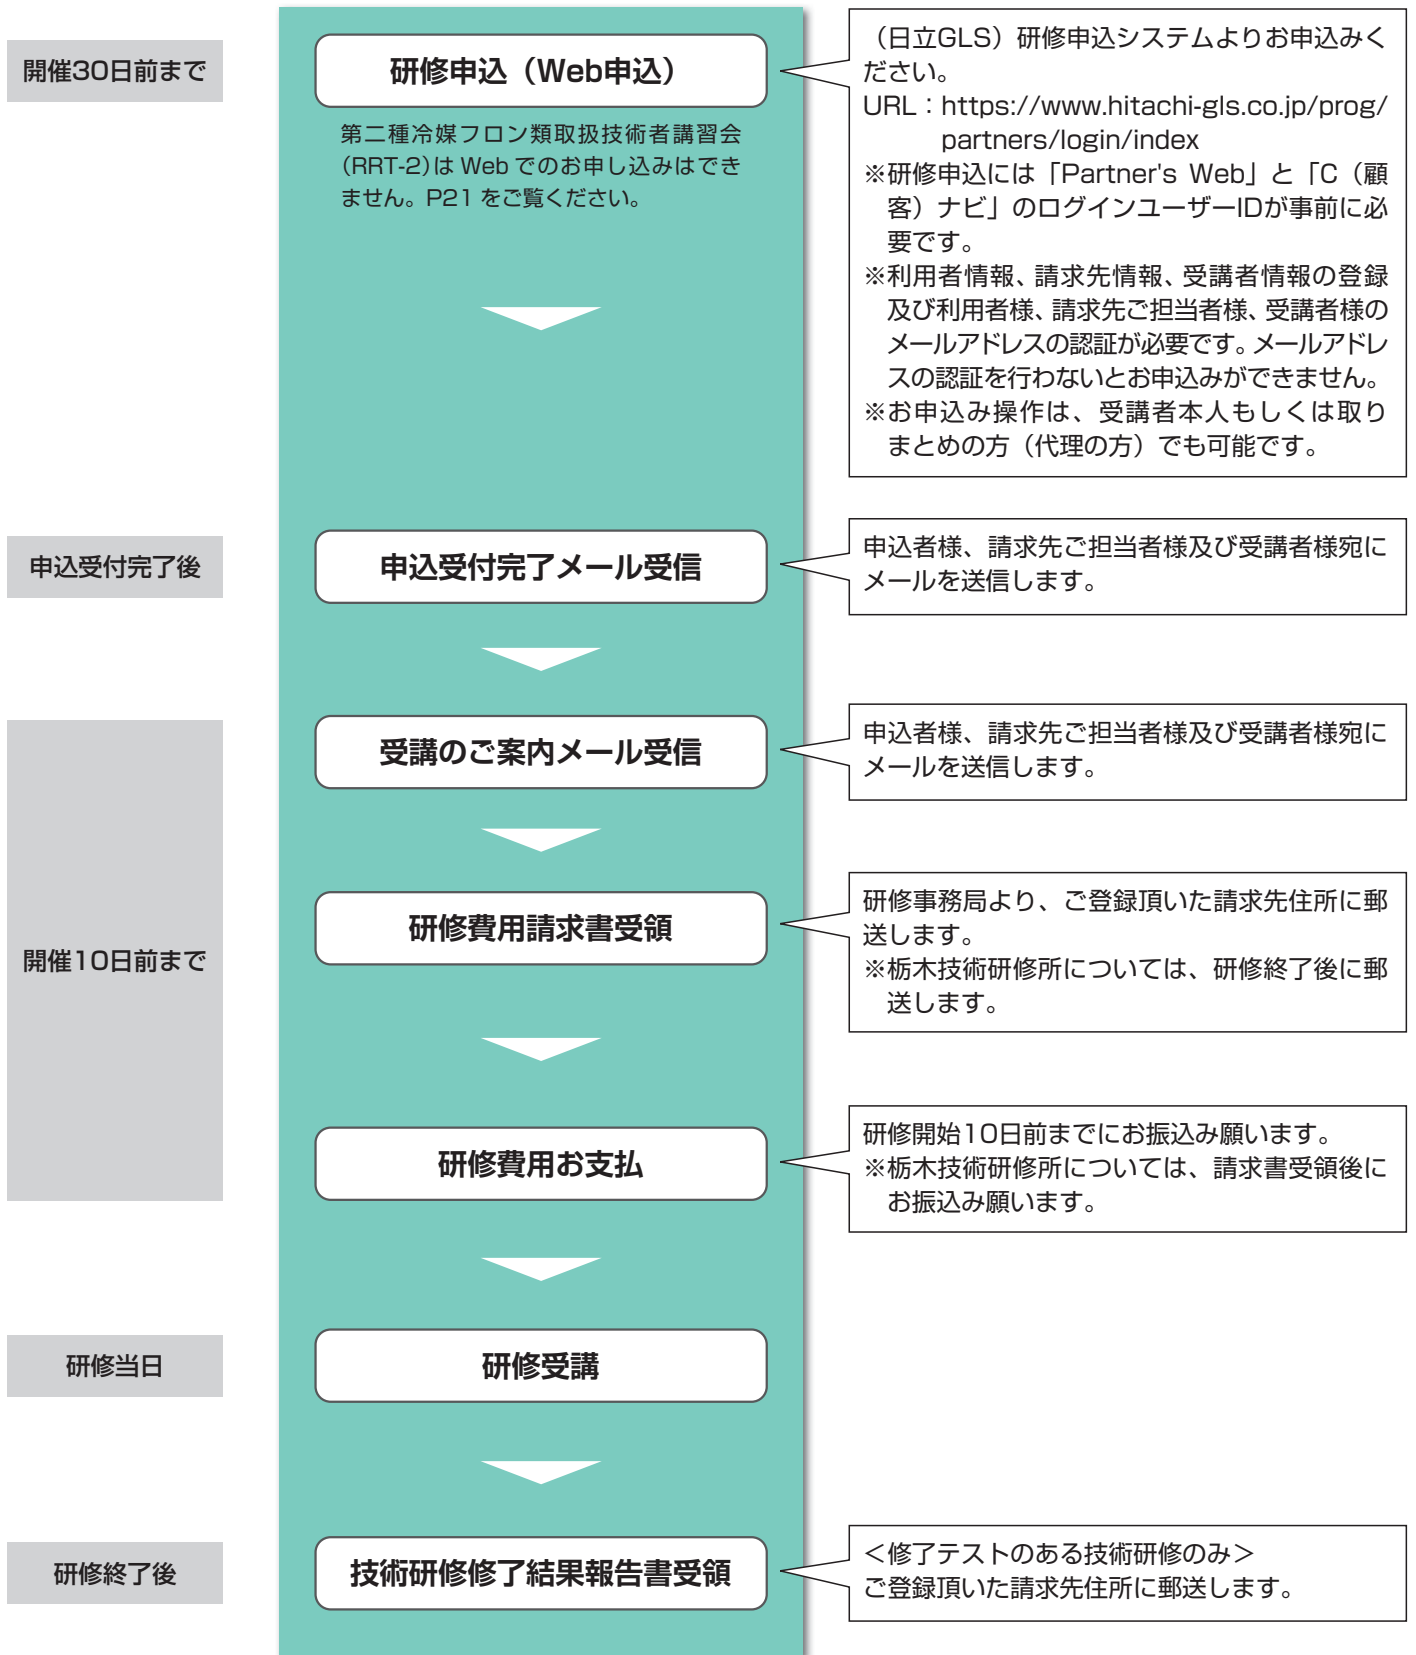 開催30日前まで
研修申込（Web申込）
第二種冷媒フロン類取扱技術者講習会
(RRT-2)は Web でのお申し込みはでき
ません。P21 をご覧ください。
（日立GLS）研修申込システムよりお申込みく
ださい。
URL：https://www.hitachi-gls.co.jp/prog/
partners/login/index
※研修申込には「Partner's Web」と「C（顧
客）ナビ」のログインユーザーIDが事前に必
要です。
※利用者情報、請求先情報、受講者情報の登録
及び利用者様、請求先ご担当者様、受講者様の
メールアドレスの認証が必要です。メールアドレ
スの認証を行わないとお申込みができません。
※お申込み操作は、受講者本人もしくは取り
まとめの方（代理の方）でも可能です。
申込受付完了後
申込受付完了メール受信
申込者様、請求先ご担当者様及び受講者様宛に
メールを送信します。
開催10日前まで
受講のご案内メール受信
申込者様、請求先ご担当者様及び受講者様宛に
メールを送信します。
研修費用請求書受領
研修事務局より、ご登録頂いた請求先住所に郵
送します。
※栃木技術研修所については、研修終了後に郵
送します。
研修費用お支払
研修開始10日前までにお振込み願います。
※栃木技術研修所については、請求書受領後に
お振込み願います。
研修当日
研修受講
研修終了後
技術研修修了結果報告書受領
＜修了テストのある技術研修のみ＞
ご登録頂いた請求先住所に郵送します。